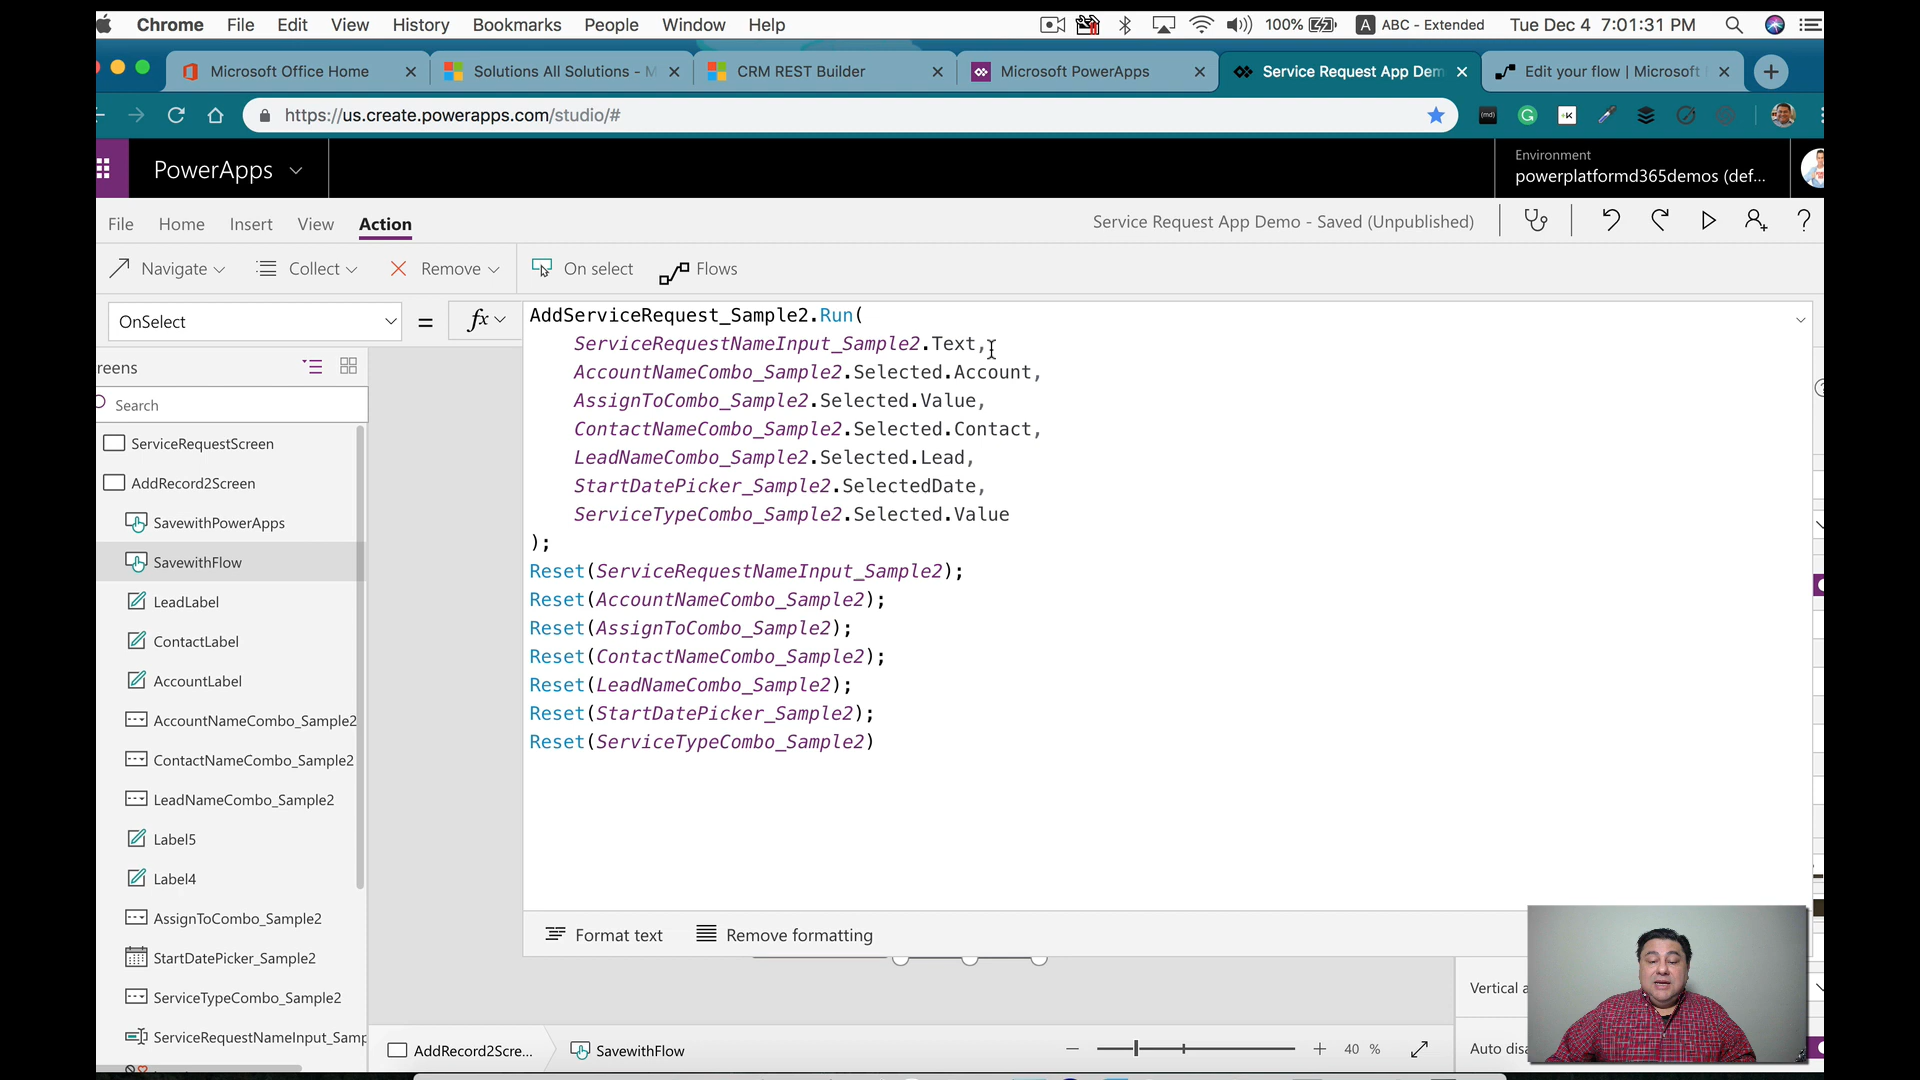 Chrome File Edit View History Bookmarks People Window Help 100% A ABC - Extended Tue Dec 4 7:01:31 PM
Microsoft Office Home Solutions All Solutions - M CRM REST Builder Microsoft PowerApps Service Request App Dem Edit your flow | Microsoft
https://us.create.powerapps.com/studio/#
PowerApps
Environment
powerplatformd365demos (def...
File Home Insert View Action
Service Request App Demo - Saved (Unpublished)
Navigate Collect Remove On select Flows
OnSelect = fx
AddServiceRequest_Sample2.Run(
ServiceRequestNameInput_Sample2.Text,
AccountNameCombo_Sample2.Selected.Account,
AssignToCombo_Sample2.Selected.Value,
ContactNameCombo_Sample2.Selected.Contact,
LeadNameCombo_Sample2.Selected.Lead,
StartDatePicker_Sample2.SelectedDate,
ServiceTypeCombo_Sample2.Selected.Value
);
Reset(ServiceRequestNameInput_Sample2);
Reset(AccountNameCombo_Sample2);
Reset(AssignToCombo_Sample2);
Reset(ContactNameCombo_Sample2);
Reset(LeadNameCombo_Sample2);
Reset(StartDatePicker_Sample2);
Reset(ServiceTypeCombo_Sample2)
Format text Remove formatting
reens
Search
ServiceRequestScreen
AddRecord2Screen
SavewithPowerApps
SavewithFlow
LeadLabel
ContactLabel
AccountLabel
AccountNameCombo_Sample2
ContactNameCombo_Sample2
LeadNameCombo_Sample2
Label5
Label4
AssignToCombo_Sample2
StartDatePicker_Sample2
ServiceTypeCombo_Sample2
ServiceRequestNameInput_Samp
Vertical a
Auto disa
AddRecord2Scre... SavewithFlow 40 %